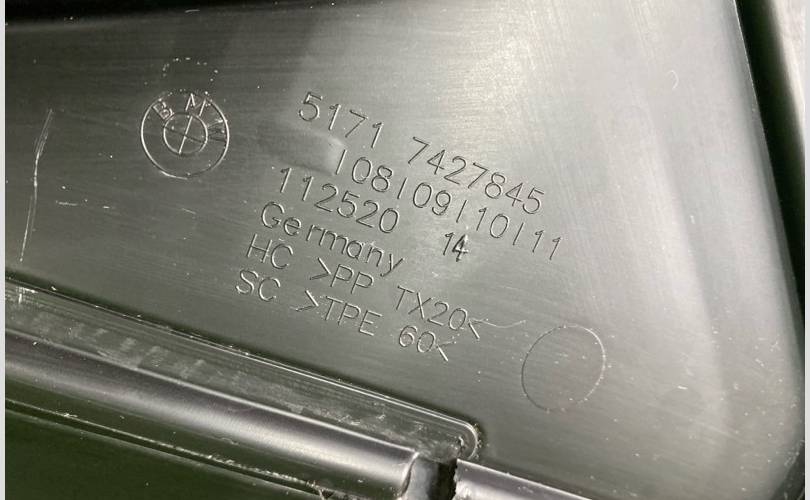 BMW
5171 7427845
108109110111
112520 14
Germany
HC >PP TX20<
SC >TPE 60<